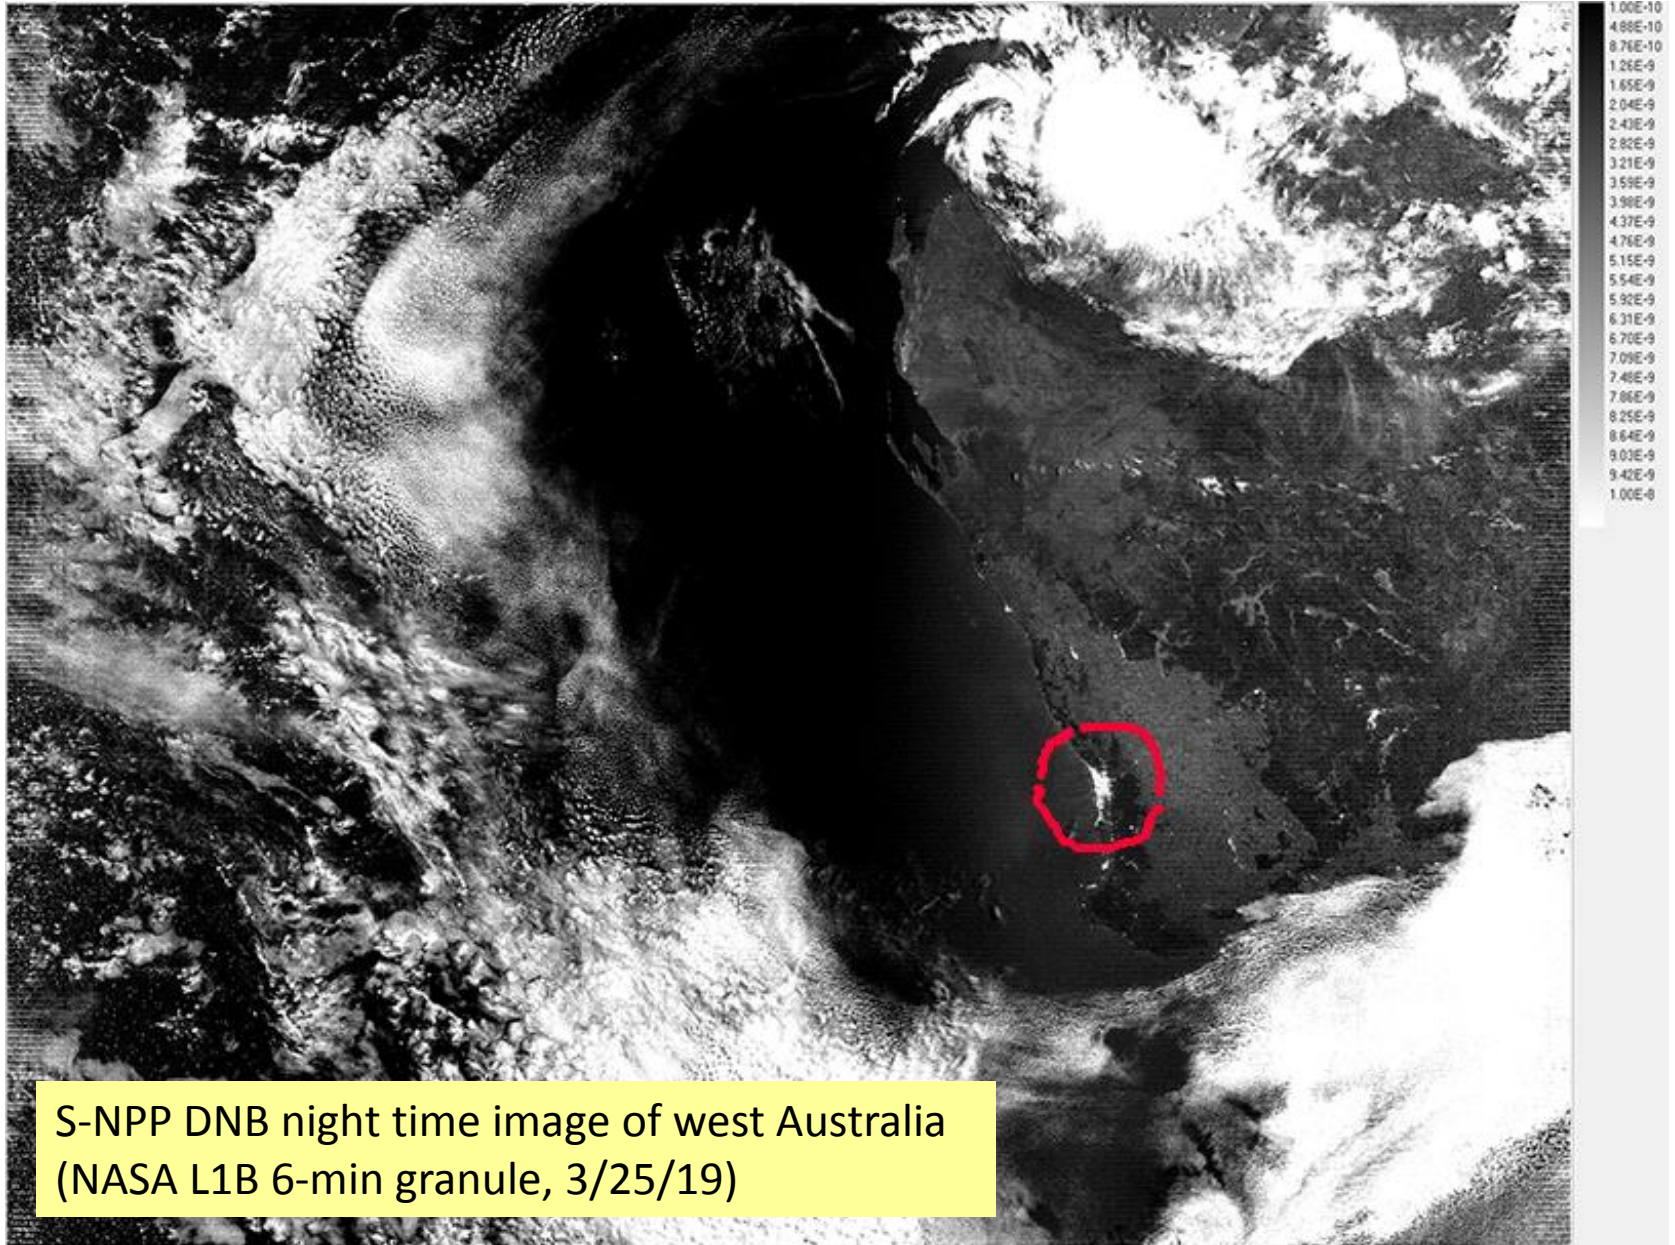 1.00E-10
4.88E-10
8.76E-10
1.26E-9
1.65E-9
2.04E-9
2.43E-9
2.82E-9
3.21E-9
3.59E-9
3.98E-9
4.37E-9
4.76E-9
5.15E-9
5.54E-9
5.92E-9
6.31E-9
6.70E-9
7.09E-9
7.48E-9
7.86E-9
8.25E-9
8.64E-9
9.03E-9
9.42E-9
1.00E-8
S-NPP DNB night time image of west Australia
(NASA L1B 6-min granule, 3/25/19)